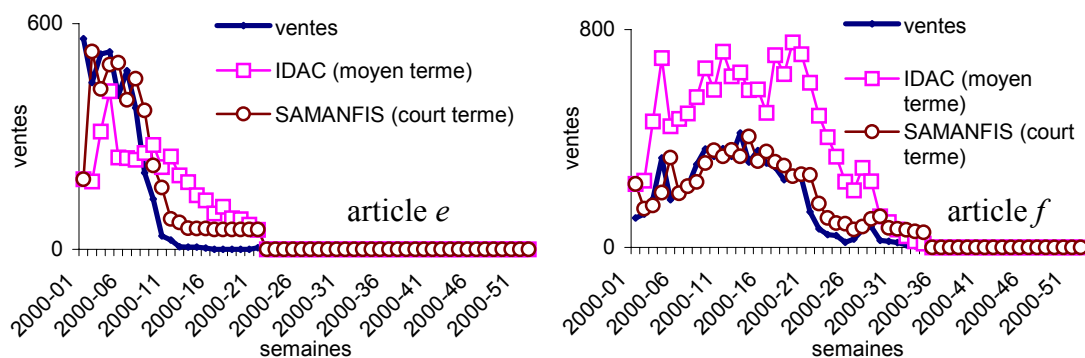 600
0
ventes
ventes
IDAC (moyen terme)
SAMANFIS (court terme)
article e
2000-01
2000-06
2000-11
2000-16
2000-21
2000-26
2000-31
2000-36
2000-41
2000-46
2000-51
semaines
800
400
0
ventes
ventes
IDAC (moyen
terme)
SAMANFIS (court
terme)
article f
2000-01
2000-06
2000-11
2000-16
2000-21
2000-26
2000-31
2000-36
2000-41
2000-46
2000-51
semaines